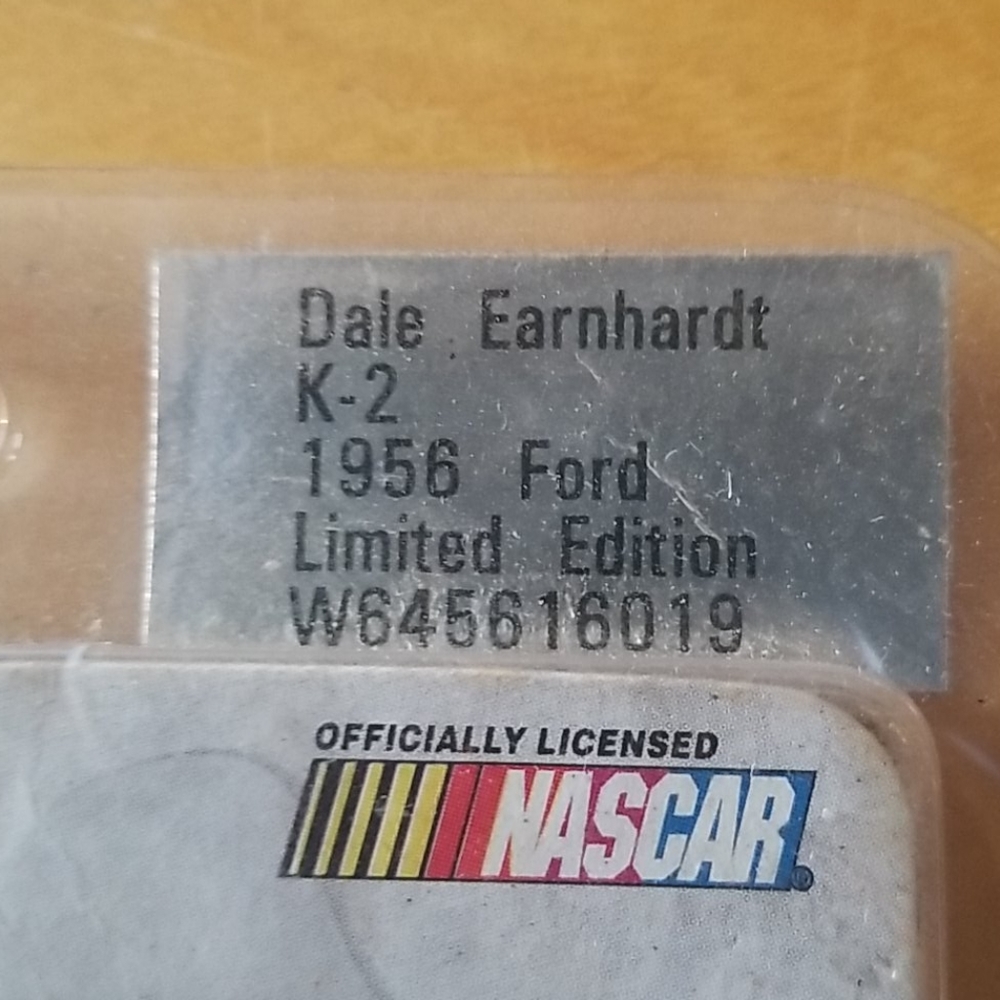 Dale Earnhardt
K-2
1956 Ford
Limited Edition
W645616019
OFFICIALLY LICENSED
NASCAR